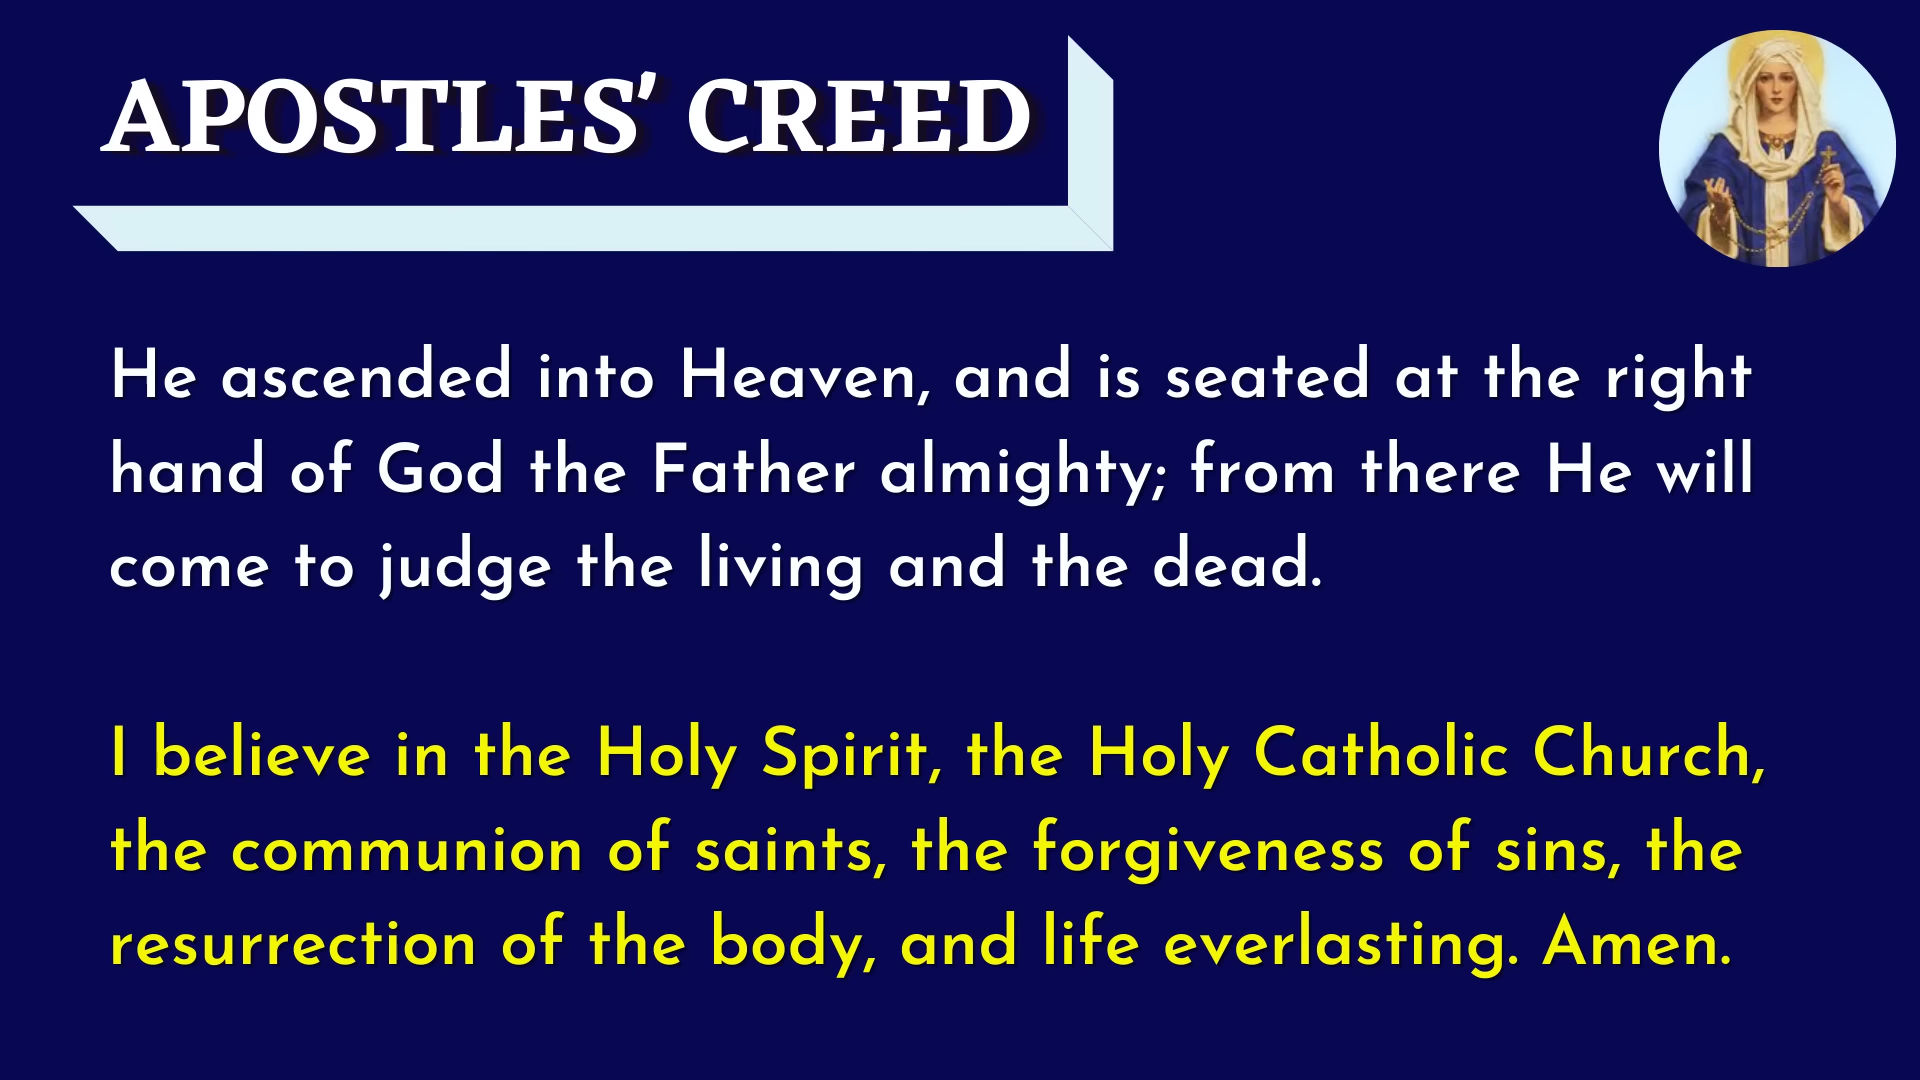 APOSTLES' CREED
He ascended into Heaven, and is seated at the right
hand of God the Father almighty; from there He will
come to judge the living and the dead.
I believe in the Holy Spirit, the Holy Catholic Church,
the communion of saints, the forgiveness of sins, the
resurrection of the body, and life everlasting. Amen.